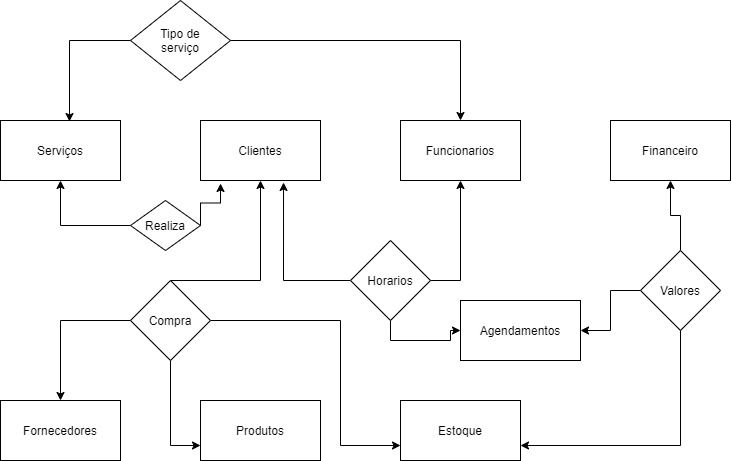 Tipo de
serviço
Serviços
Clientes
Funcionarios
Financeiro
Realiza
Horarios
Valores
Compra
Agendamentos
Fornecedores
Produtos
Estoque